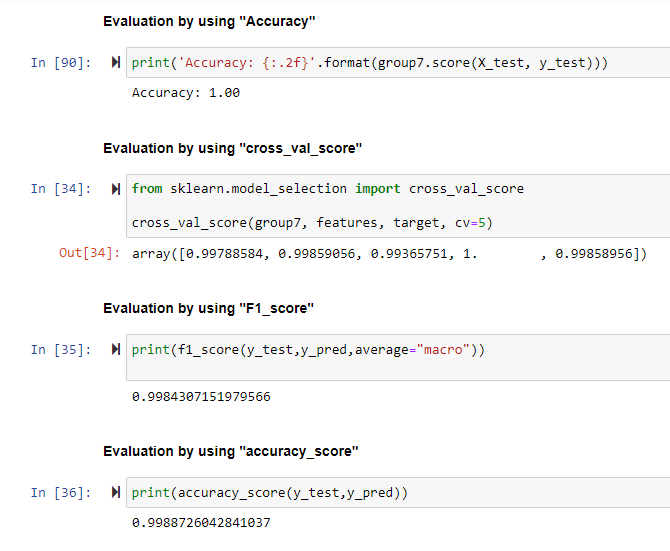 Evaluation by using "Accuracy"
In [90]: print('Accuracy: {:.2f}'.format(group7.score(X_test, y_test)))
Accuracy: 1.00
Evaluation by using "cross_val_score"
In [34]: from sklearn.model_selection import cross_val_score
cross_val_score(group7, features, target, cv=5)
Out[34]: array([0.99788584, 0.99859056, 0.99365751, 1.        , 0.99858956])
Evaluation by using "F1_score"
In [35]: print(f1_score(y_test,y_pred,average="macro"))
0.9984307151979566
Evaluation by using "accuracy_score"
In [36]: print(accuracy_score(y_test,y_pred))
0.9988726042841037